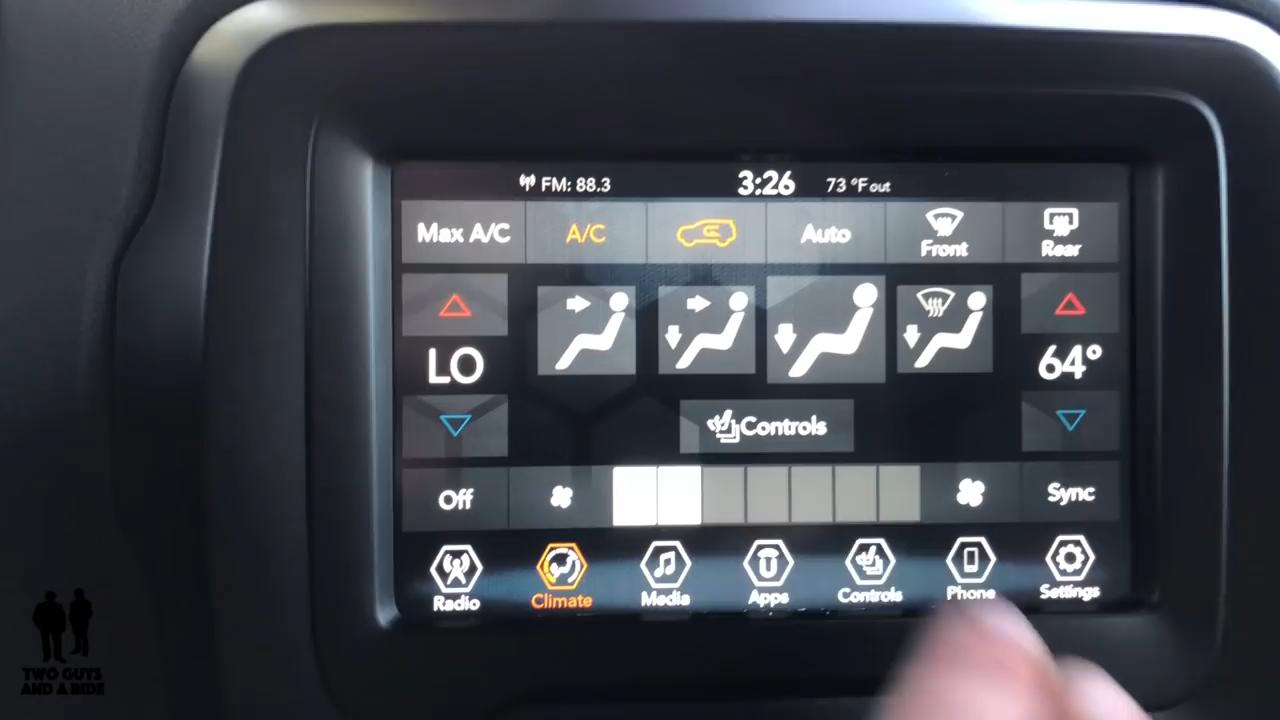 FM: 88.3 3:26 73 °F out
Max A/C A/C Auto Front Rear
LO 64°
Controls
Off Sync
Radio Climate Media Apps Controls Phone Settings
TWO GUYS
AND A RIDE